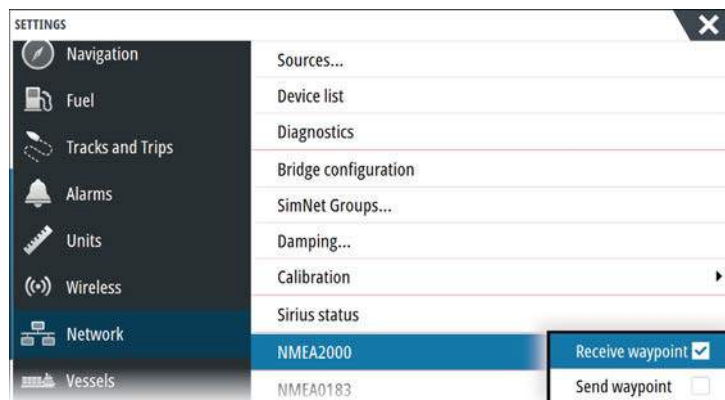 SETTINGS
Navigation
Fuel
Tracks and Trips
Alarms
Units
Wireless
Network
Vessels
Sources...
Device list
Diagnostics
Bridge configuration
SimNet Groups...
Damping...
Calibration
Sirius status
NMEA2000
NMEA0183
Receive waypoint
Send waypoint